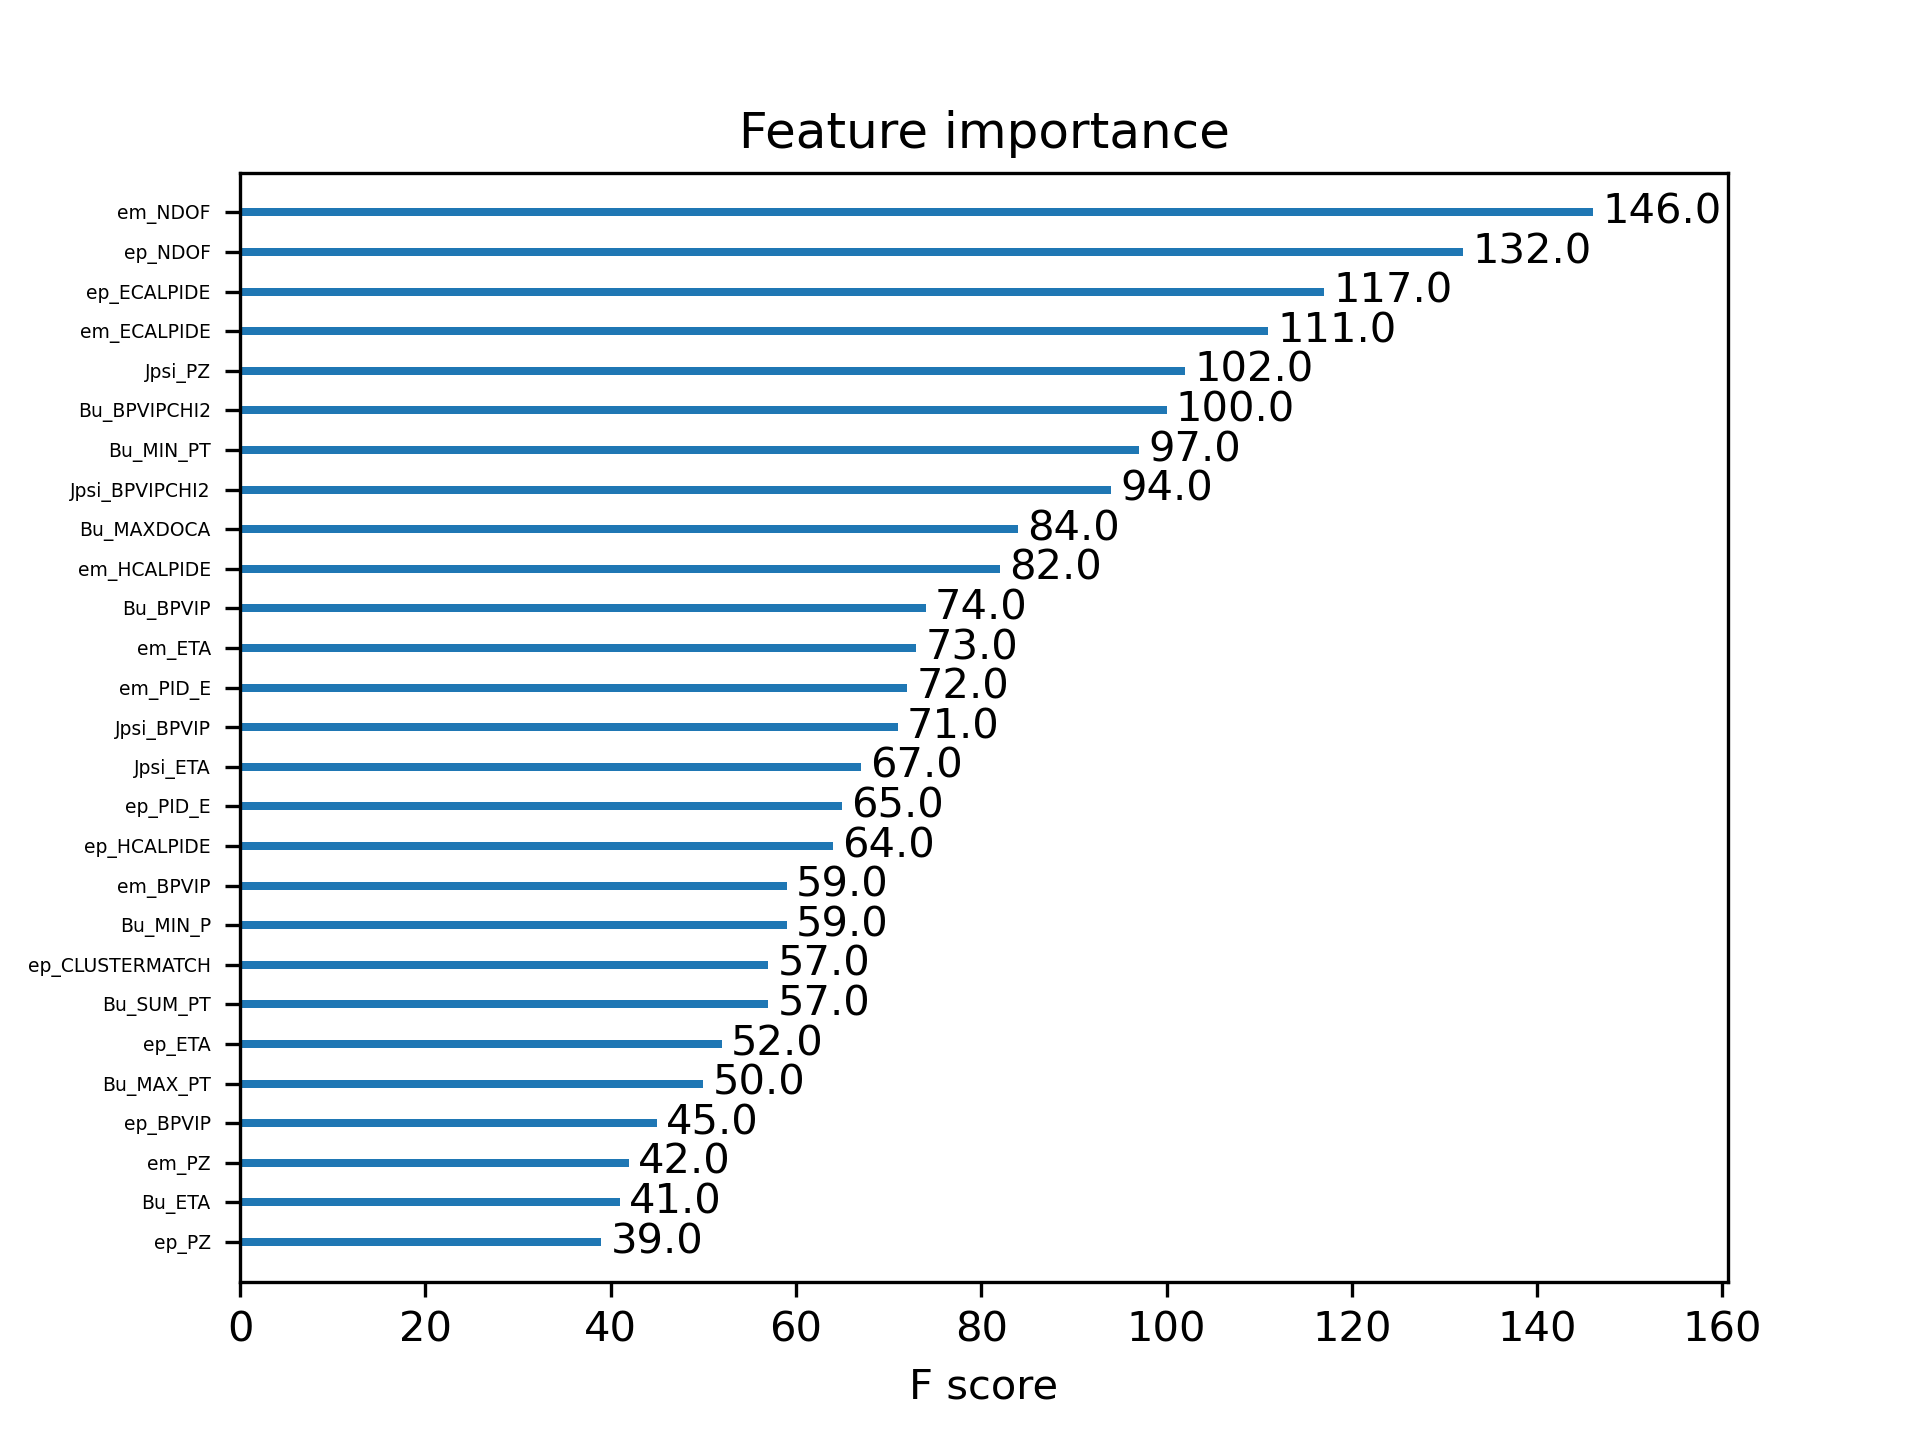 Feature importance
em_NDOF 146.0
ep_NDOF 132.0
ep_ECALPIDE 117.0
em_ECALPIDE 111.0
Jpsi_PZ 102.0
Bu_BPVIPCHI2 100.0
Bu_MIN_PT 97.0
Jpsi_BPVIPCHI2 94.0
Bu_MAXDOCA 84.0
em_HCALPIDE 82.0
Bu_BPVIP 74.0
em_ETA 73.0
em_PID_E 72.0
Jpsi_BPVIP 71.0
Jpsi_ETA 67.0
ep_PID_E 65.0
ep_HCALPIDE 64.0
em_BPVIP 59.0
Bu_MIN_P 59.0
ep_CLUSTERMATCH 57.0
Bu_SUM_PT 57.0
ep_ETA 52.0
Bu_MAX_PT 50.0
ep_BPVIP 45.0
em_PZ 42.0
Bu_ETA 41.0
ep_PZ 39.0
0 20 40 60 80 100 120 140 160
F score